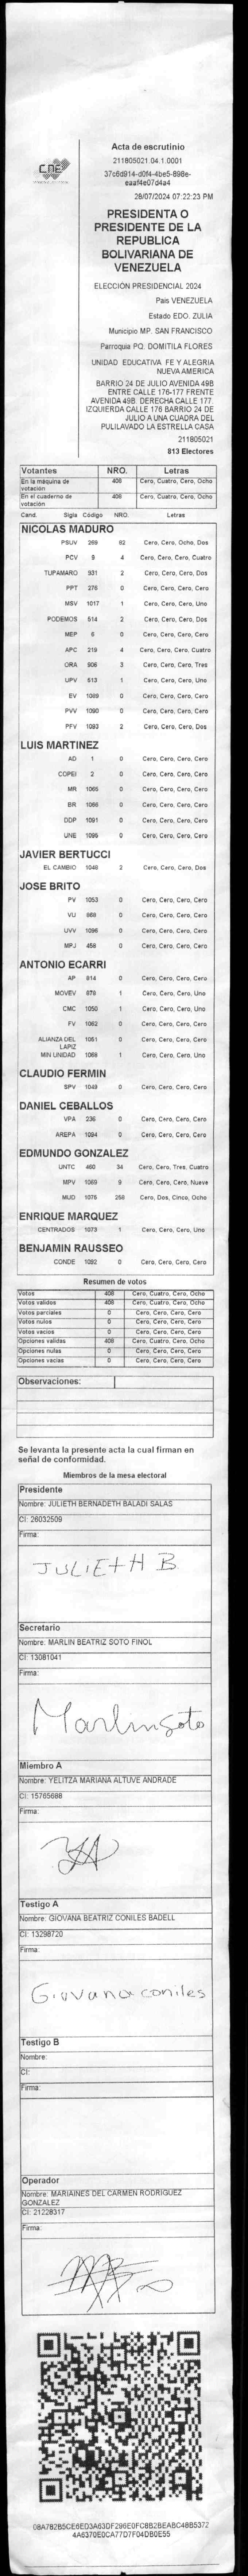 CNE
Acta de escrutinio
211805021.04.1.0001
37c6d914-d0f4-4be5-898e-
eaaf4e07d4a4
28/07/2024 07:22:23 PM
PRESIDENTA O
PRESIDENTE DE LA
REPUBLICA
BOLIVARIANA DE
VENEZUELA
ELECCIÓN PRESIDENCIAL 2024
Pais VENEZUELA
Estado EDO. ZULIA
Municipio MP. SAN FRANCISCO
Parroquia PQ. DOMITILA FLORES
UNIDAD EDUCATIVA FE Y ALEGRIA
NUEVA AMERICA
BARRIO 24 DE JULIO AVENIDA 49B
ENTRE CALLE 176-177 FRENTE
AVENIDA 49B. DERECHA CALLE 177.
IZQUIERDA CALLE 176 BARRIO 24 DE
JULIO A UNA CUADRA DEL
PULILAVADO LA ESTRELLA CASA
211805021
813 Electores
Votantes NRO. Letras
En la máquina de votación 408 Cero, Cuatro, Cero, Ocho
En el cuaderno de votación 408 Cero, Cuatro, Cero, Ocho
Cand. Sigla Código NRO. Letras
NICOLAS MADURO
PSUV 269 82 Cero, Cero, Ocho, Dos
PCV 9 4 Cero, Cero, Cero, Cuatro
TUPAMARO 931 2 Cero, Cero, Cero, Dos
PPT 276 0 Cero, Cero, Cero, Cero
MSV 1017 1 Cero, Cero, Cero, Uno
PODEMOS 514 2 Cero, Cero, Cero, Dos
MEP 6 0 Cero, Cero, Cero, Cero
APC 219 4 Cero, Cero, Cero, Cuatro
ORA 906 3 Cero, Cero, Cero, Tres
UPV 513 1 Cero, Cero, Cero, Uno
EV 1089 0 Cero, Cero, Cero, Cero
PVV 1090 0 Cero, Cero, Cero, Cero
PFV 1093 2 Cero, Cero, Cero, Dos
LUIS MARTINEZ
AD 1 0 Cero, Cero, Cero, Cero
COPEI 2 0 Cero, Cero, Cero, Cero
MR 1065 0 Cero, Cero, Cero, Cero
BR 1066 0 Cero, Cero, Cero, Cero
DDP 1091 0 Cero, Cero, Cero, Cero
UNE 1095 0 Cero, Cero, Cero, Cero
JAVIER BERTUCCI
EL CAMBIO 1048 2 Cero, Cero, Cero, Dos
JOSE BRITO
PV 1053 0 Cero, Cero, Cero, Cero
VU 868 0 Cero, Cero, Cero, Cero
UVV 1096 0 Cero, Cero, Cero, Cero
MPJ 458 0 Cero, Cero, Cero, Cero
ANTONIO ECARRI
AP 814 0 Cero, Cero, Cero, Cero
MOVEV 879 1 Cero, Cero, Cero, Uno
CMC 1050 1 Cero, Cero, Cero, Uno
FV 1062 0 Cero, Cero, Cero, Cero
ALIANZA DEL LAPIZ 1051 0 Cero, Cero, Cero, Cero
MIN UNIDAD 1068 1 Cero, Cero, Cero, Uno
CLAUDIO FERMIN
SPV 1049 0 Cero, Cero, Cero, Cero
DANIEL CEBALLOS
VPA 236 0 Cero, Cero, Cero, Cero
AREPA 1094 0 Cero, Cero, Cero, Cero
EDMUNDO GONZALEZ
UNTC 460 34 Cero, Cero, Tres, Cuatro
MPV 1069 9 Cero, Cero, Cero, Nueve
MUD 1075 258 Cero, Dos, Cinco, Ocho
ENRIQUE MARQUEZ
CENTRADOS 1073 1 Cero, Cero, Cero, Uno
BENJAMIN RAUSSEO
CONDE 1092 0 Cero, Cero, Cero, Cero
Resumen de votos
Votos 408 Cero, Cuatro, Cero, Ocho
Votos validos 408 Cero, Cuatro, Cero, Ocho
Votos parciales 0 Cero, Cero, Cero, Cero
Votos nulos 0 Cero, Cero, Cero, Cero
Votos vacios 0 Cero, Cero, Cero, Cero
Opciones validas 408 Cero, Cuatro, Cero, Ocho
Opciones nulas 0 Cero, Cero, Cero, Cero
Opciones vacias 0 Cero, Cero, Cero, Cero
Observaciones:
Se levanta la presente acta la cual firman en
señal de conformidad.
Miembros de la mesa electoral
Presidente
Nombre: JULIETH BERNADETH BALADI SALAS
CI: 26032509
Firma:
JULIETH B
Secretario
Nombre: MARLIN BEATRIZ SOTO FINOL
CI: 13081041
Firma:
Marlin soto
Miembro A
Nombre: YELITZA MARIANA ALTUVE ANDRADE
CI: 15765688
Firma:
Testigo A
Nombre: GIOVANA BEATRIZ CONILES BADELL
CI: 13298720
Firma:
Giovana coniles
Testigo B
Nombre:
CI:
Firma:
Operador
Nombre: MARIAINES DEL CARMEN RODRIGUEZ
GONZALEZ
CI: 21228317
Firma:
08A782B5CE6ED3A63DF296E0FC8B2BEABC48B5372
4A6370E0CA77D7F04DB0E55